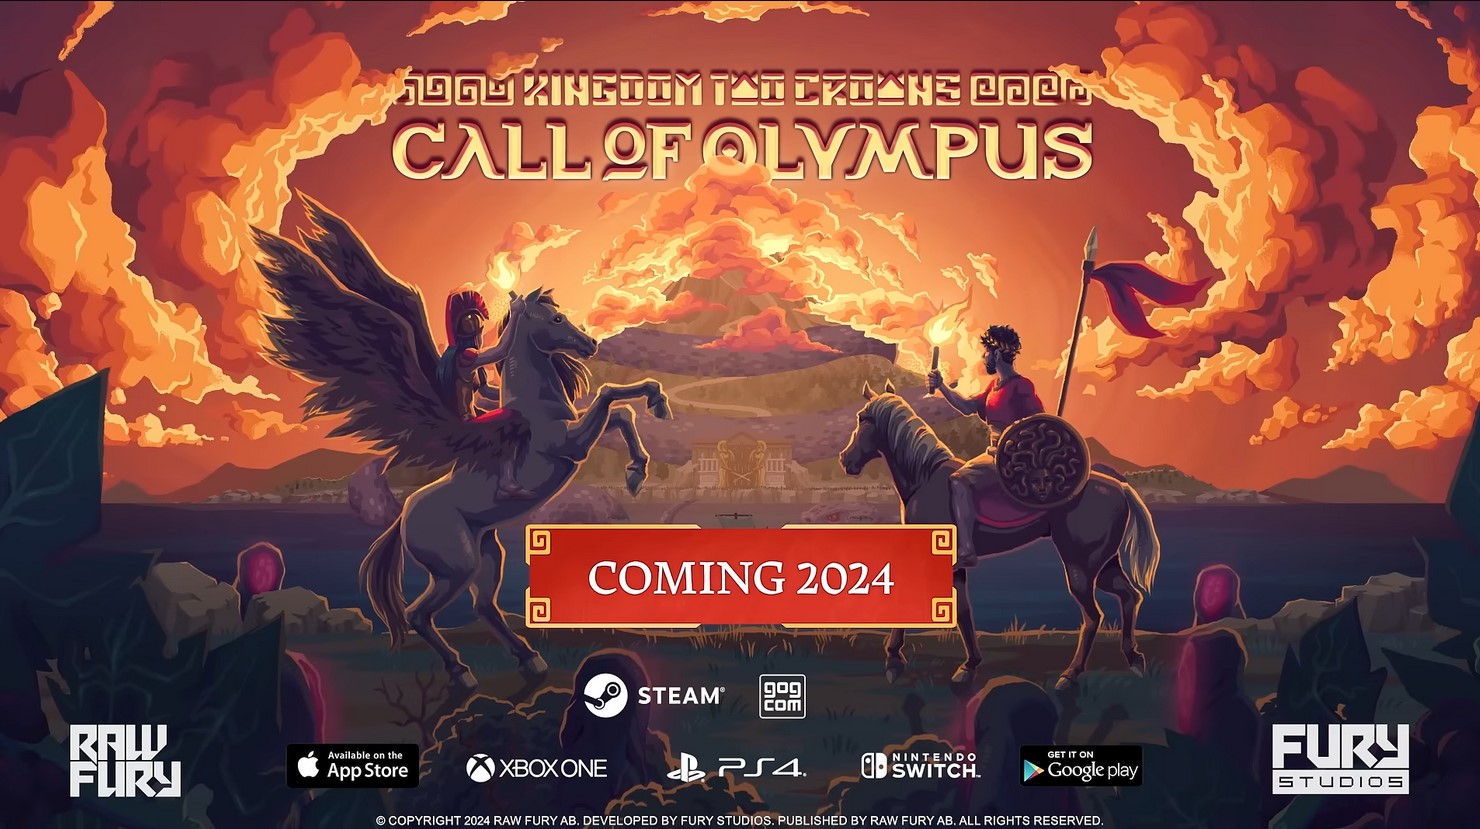 KINGDOM TWO CROWNS
CALL OF OLYMPUS
COMING 2024
STEAM®
gog
com
RAW
FURY
Available on the
App Store
XBOX ONE
PS4
NINTENDO
SWITCH
GET IT ON
Google play
FURY
STUDIOS
© COPYRIGHT 2024 RAW FURY AB. DEVELOPED BY FURY STUDIOS. PUBLISHED BY RAW FURY AB. ALL RIGHTS RESERVED.